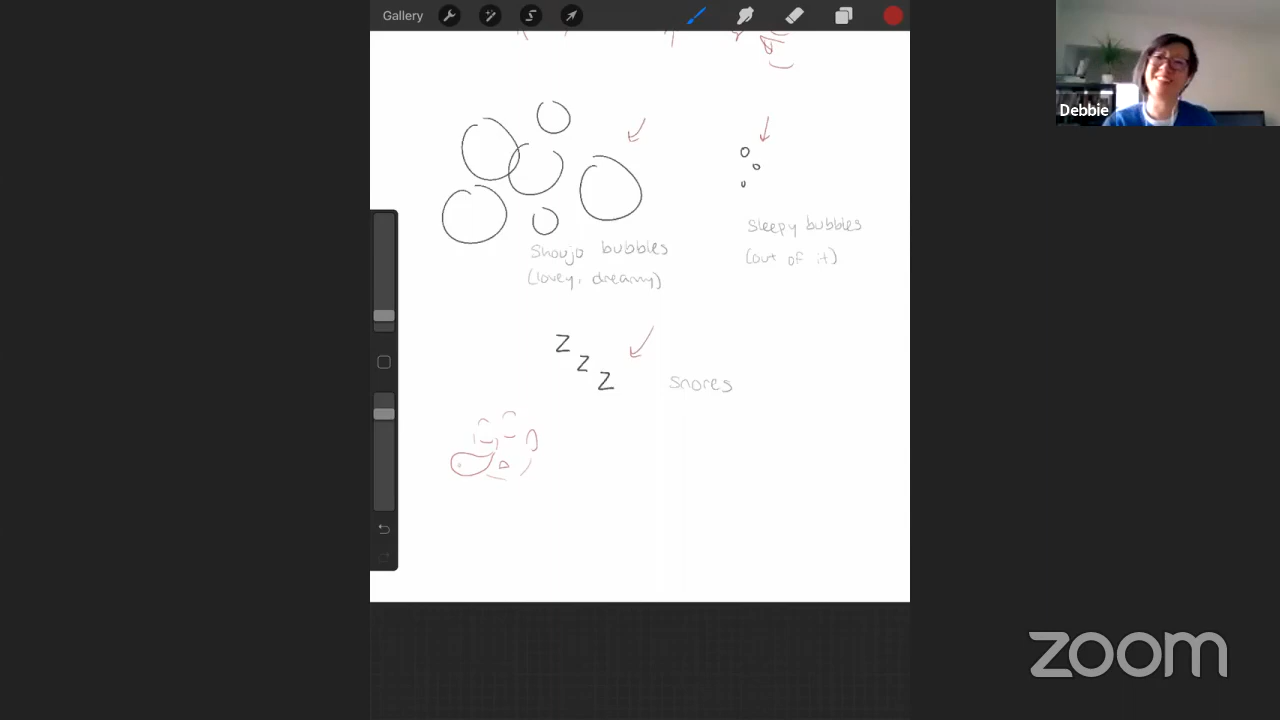 Gallery
Debbie
Shoujo bubbles
(lovey, dreamy)
Sleepy bubbles
(out of it)
Z
Z
Z
Snores
zoom